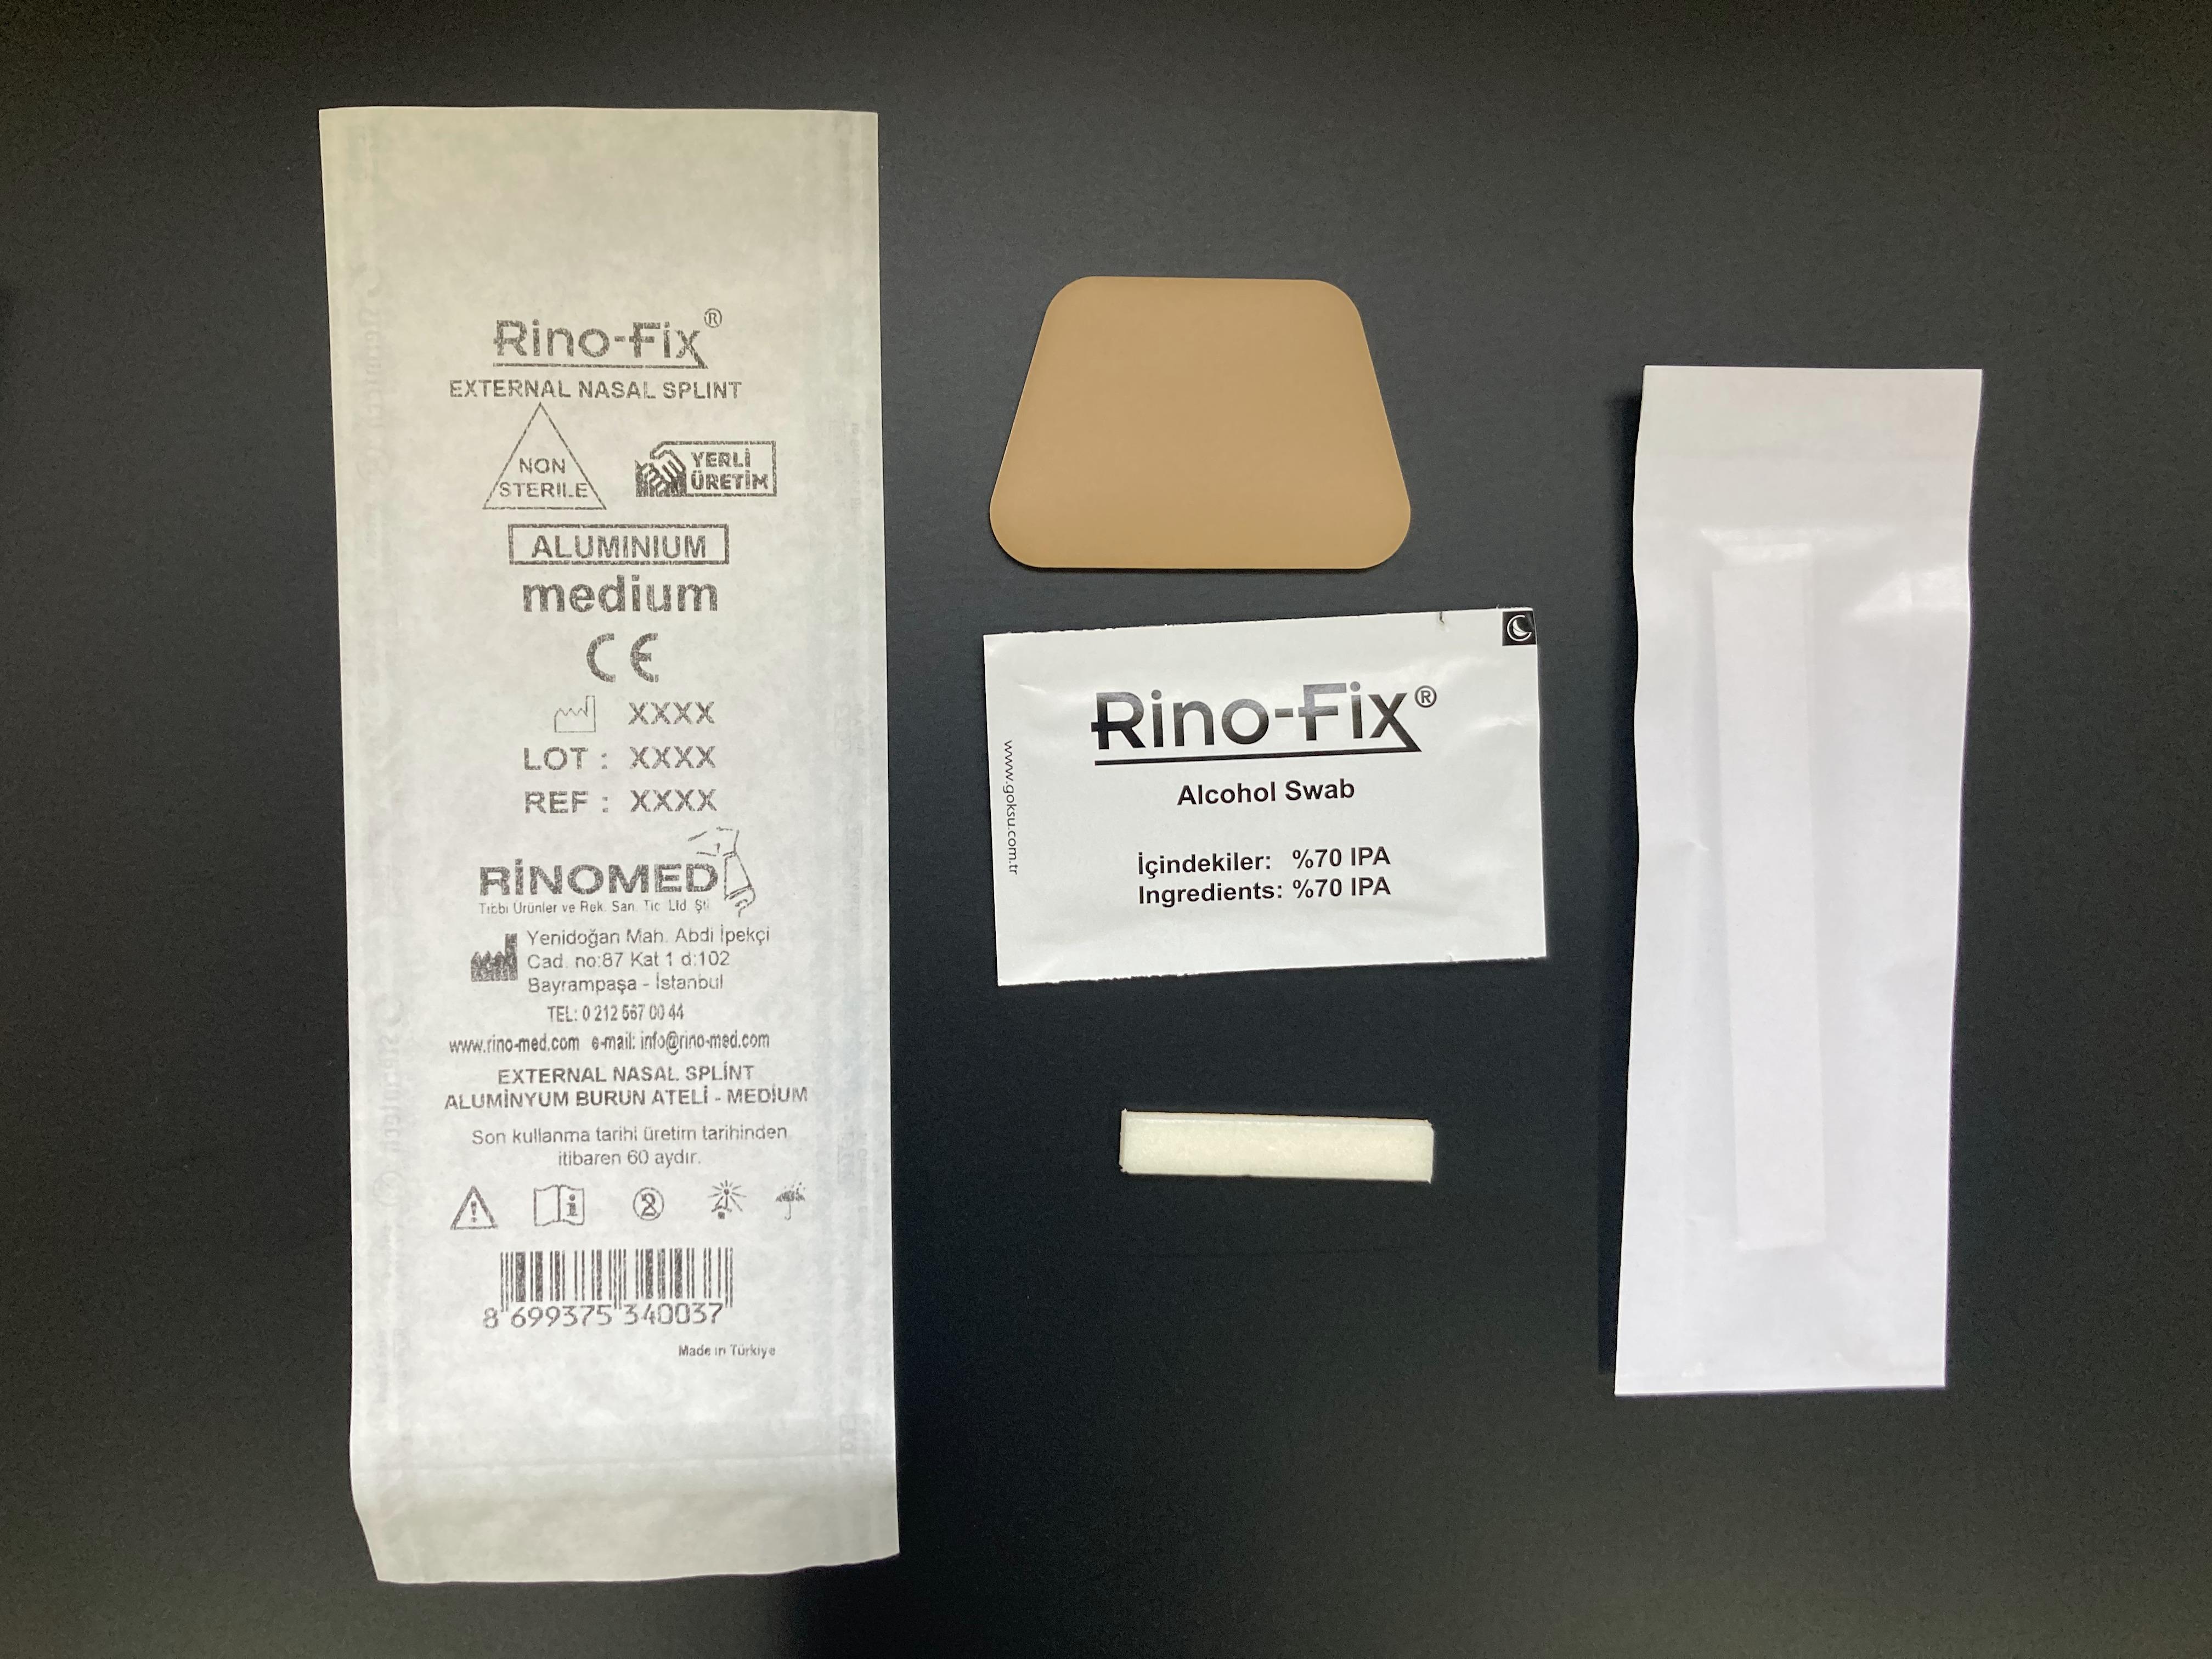 Rino-Fix®
EXTERNAL NASAL SPLINT
NON
STERILE
YERLİ
ÜRETİM
ALUMINIUM
medium
CE
XXXX
LOT : XXXX
REF : XXXX
RİNOMED
Tıbbi Ürünler ve Rek. San. Tic. Ltd. Şti.
Yenidoğan Mah. Abdi İpekçi
Cad. no:87 Kat 1 d:102
Bayrampaşa - İstanbul
TEL: 0 212 567 00 44
www.rino-med.com e-mail: info@rino-med.com
EXTERNAL NASAL SPLİNT
ALUMİNYUM BURUN ATELİ - MEDİUM
Son kullanma tarihi üretim tarihinden
itibaren 60 aydır.
2
8 699375 340037
Made in Türkiye
Rino-Fix®
Alcohol Swab
İçindekiler: %70 IPA
Ingredients: %70 IPA
www.goksu.com.tr